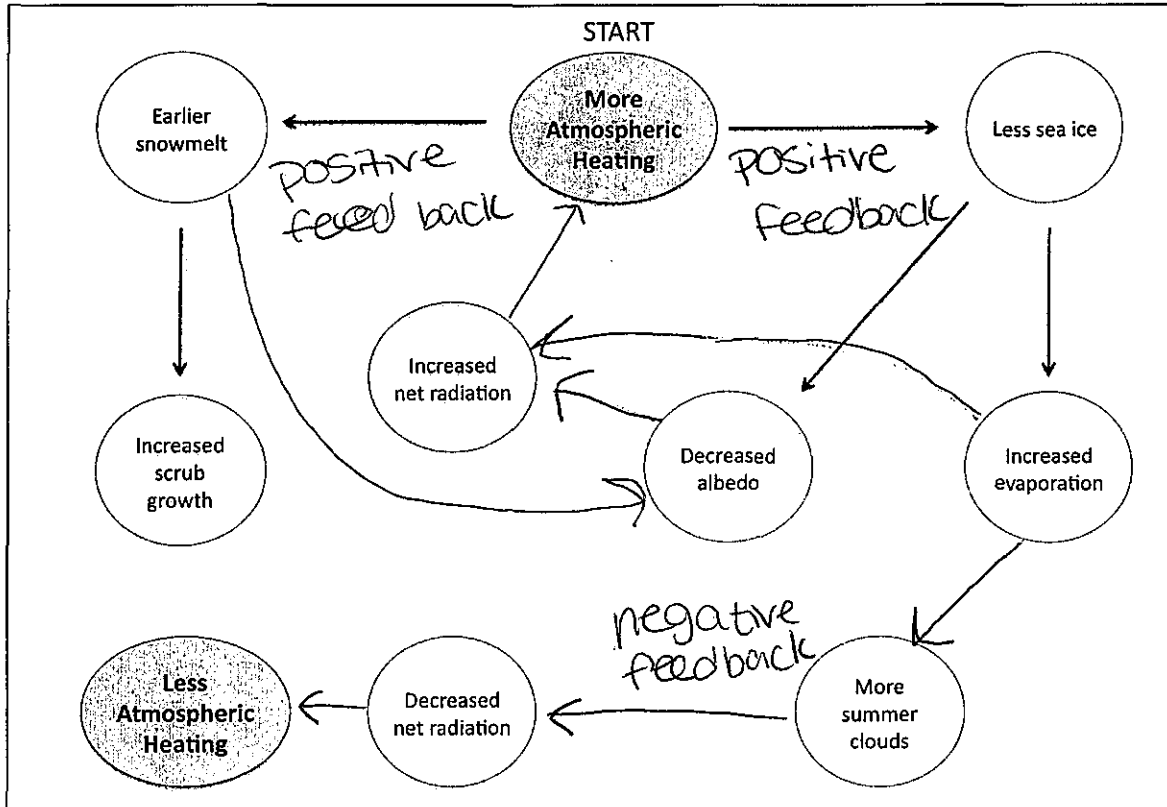 START
More
Atmospheric
Heating
Earlier
snowmelt
Less sea ice
positive
feeed back
positive
feedback
Increased
net radiation
Increased
scrub
growth
Decreased
albedo
Increased
evaporation
negative
feedback
Less
Atmospheric
Heating
Decreased
net radiation
More
summer
clouds